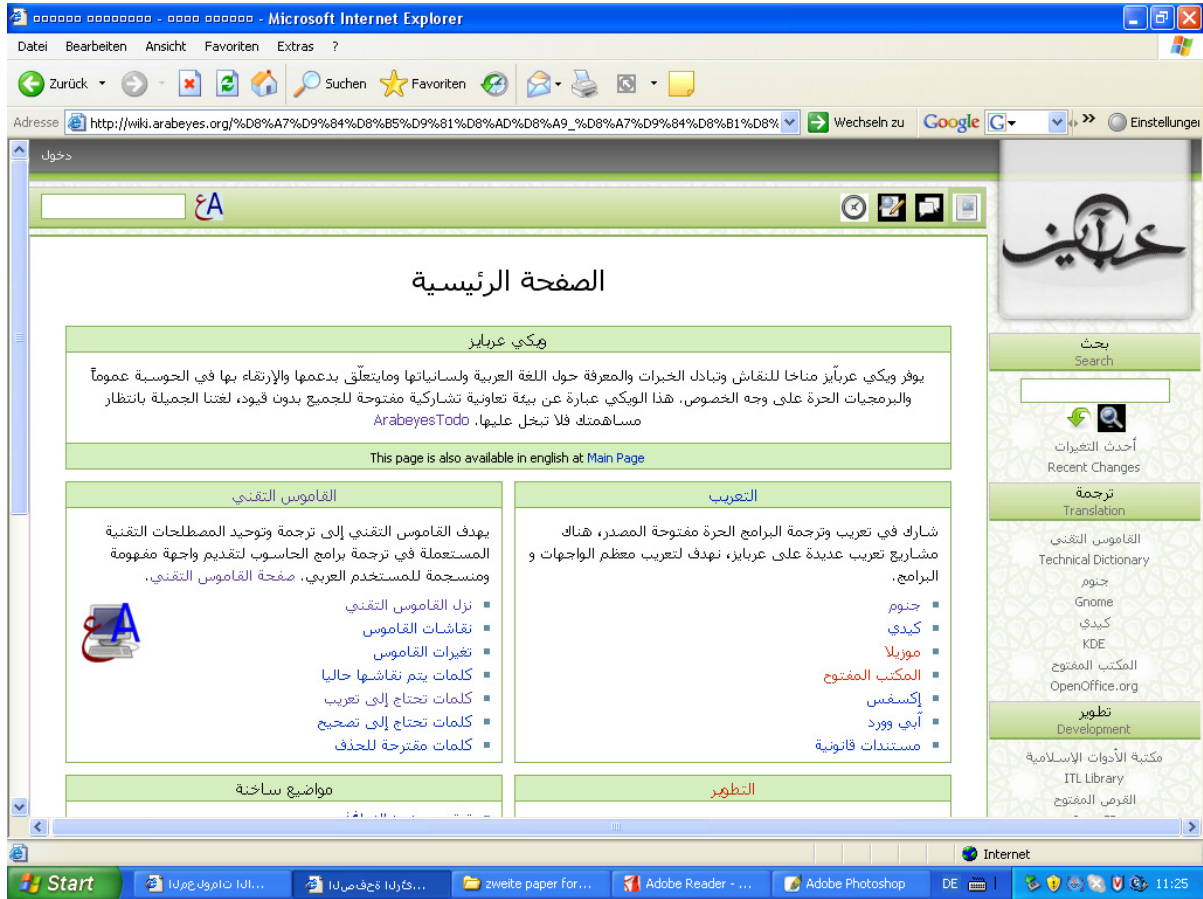 Microsoft Internet Explorer
Datei Bearbeiten Ansicht Favoriten Extras ?
Zurück Suchen Favoriten
Adresse http://wiki.arabeyes.org/%D8%A7%D9%84%D8%B5%D9%81%D8%AD%D8%A9_%D8%A7%D9%84%D8%B1%D8% Wechseln zu Google Einstellunger
دخول
عA
عرآيز
الصفحة الرئيسية
ويكي عربايز
يوفر ويكي عربآيز مناخا للنقاش وتبادل الخبرات والمعرفة حول اللغة العربية ولسانياتها ومايتعلّق بدعمها والإرتقاء بها في الحوسبة عموماً
والبرمجيات الحرة على وجه الخصوص. هذا الويكي عبارة عن بيئة تعاونية تشاركية مفتوحة للجميع بدون قيود، لغتنا الجميلة بانتظار
مساهمتك فلا تبخل عليها. ArabeyesTodo
This page is also available in english at Main Page
التعريب
شارك في تعريب وترجمة البرامج الحرة مفتوحة المصدر، هناك
مشاريع تعريب عديدة على عربايز، نهدف لتعريب معظم الواجهات و
البرامج.
جنوم
كيدي
موزيلا
المكتب المفتوح
إكسفس
آبي وورد
مستندات قانونية
القاموس التقني
يهدف القاموس التقني إلى ترجمة وتوحيد المصطلحات التقنية
المستعملة في ترجمة برامج الحاسوب لتقديم واجهة مفهومة
ومنسجمة للمستخدم العربي. صفحة القاموس التقني.
نزل القاموس التقني
نقاشات القاموس
تغيرات القاموس
كلمات يتم نقاشها حاليا
كلمات تحتاج إلى تعريب
كلمات تحتاج إلى تصحيح
كلمات مقترحة للحذف
التطوير
مواضيع ساخنة
بحث
Search
أحدث التغيرات
Recent Changes
ترجمة
Translation
القاموس التقني
Technical Dictionary
جنوم
Gnome
كيدي
KDE
المكتب المفتوح
OpenOffice.org
تطوير
Development
مكتبة الأدوات الإسلامية
ITL Library
القرص المفتوح
Internet
Start zweite paper for... Adobe Reader - ... Adobe Photoshop DE 11:25